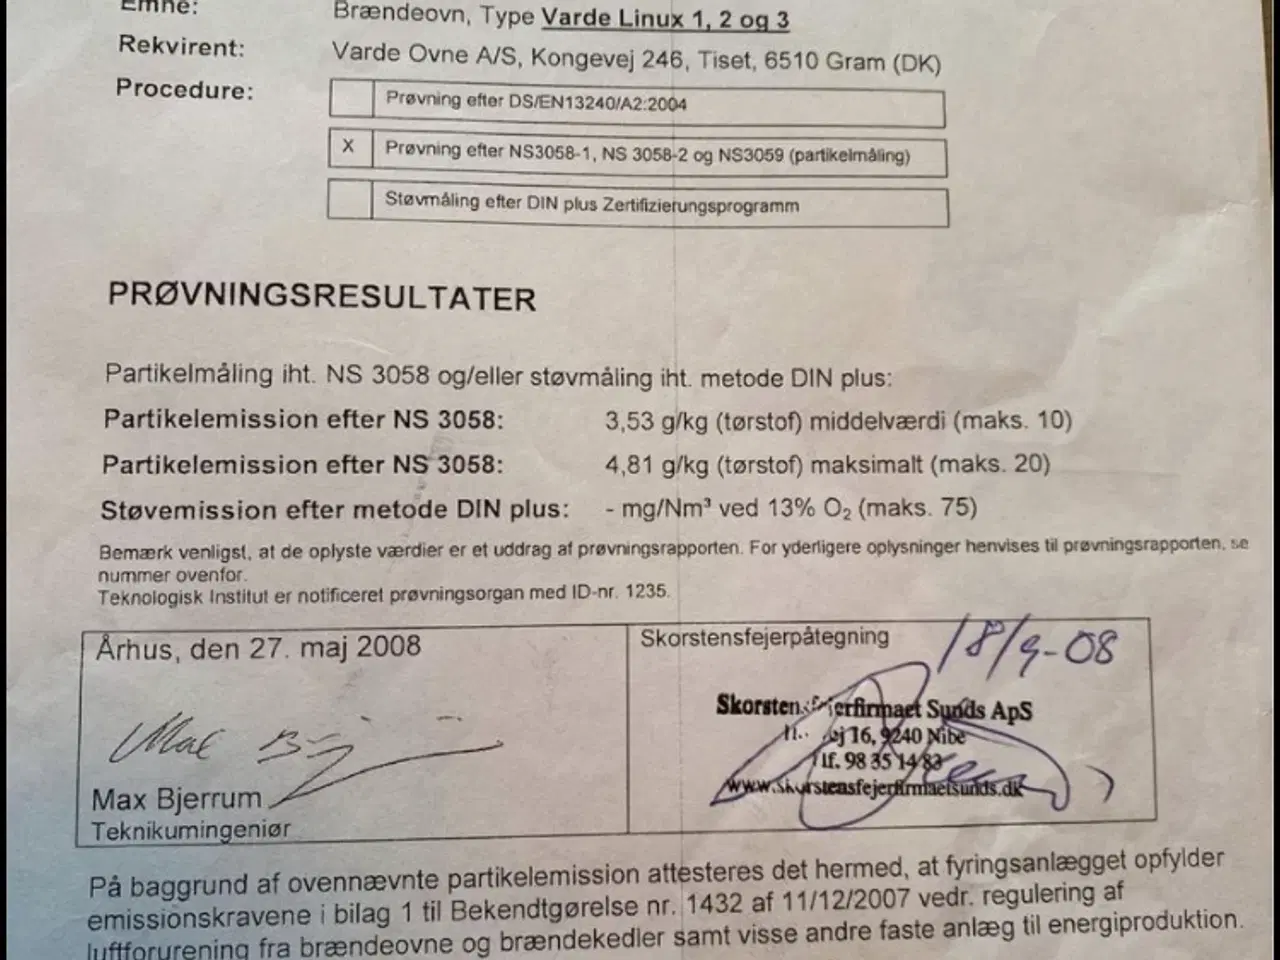 Emne:
Brændeovn, Type Varde Linux 1, 2 og 3
Rekvirent:
Varde Ovne A/S, Kongevej 246, Tiset, 6510 Gram (DK)
Procedure:
Prøvning efter DS/EN13240/A2:2004
X Prøvning efter NS3058-1, NS 3058-2 og NS3059 (partikelmåling)
Støvmåling efter DIN plus Zertifizierungsprogramm
PRØVNINGSRESULTATER
Partikelmåling iht. NS 3058 og/eller støvmåling iht. metode DIN plus:
Partikelemission efter NS 3058: 3,53 g/kg (tørstof) middelværdi (maks. 10)
Partikelemission efter NS 3058: 4,81 g/kg (tørstof) maksimalt (maks. 20)
Støvemission efter metode DIN plus: - mg/Nm³ ved 13% O₂ (maks. 75)
Bemærk venligst, at de oplyste værdier er et uddrag af prøvningsrapporten. For yderligere oplysninger henvises til prøvningsrapporten, se
nummer ovenfor.
Teknologisk Institut er notificeret prøvningsorgan med ID-nr. 1235.
Århus, den 27. maj 2008
Max Bjerrum
Teknikumingeniør
Skorstensfejerpåtegning
18/9-08
Skorstensfejerfirmaet Sunds ApS
16, 9240 Nibe
Tlf. 98 35 14 83
www.skorstensfejerfirmaetsunds.dk
På baggrund af ovennævnte partikelemission attesteres det hermed, at fyringsanlægget opfylder
emissionskravene i bilag 1 til Bekendtgørelse nr. 1432 af 11/12/2007 vedr. regulering af
luftforurening fra brændeovne og brændekedler samt visse andre faste anlæg til energiproduktion.